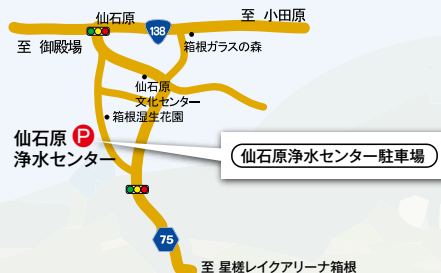 仙石原
至 小田原
138
至 御殿場
箱根ガラスの森
仙石原
文化センター
箱根湿生花園
仙石原
浄水センター
P
仙石原浄水センター駐車場
75
至 星槎レイクアリーナ箱根